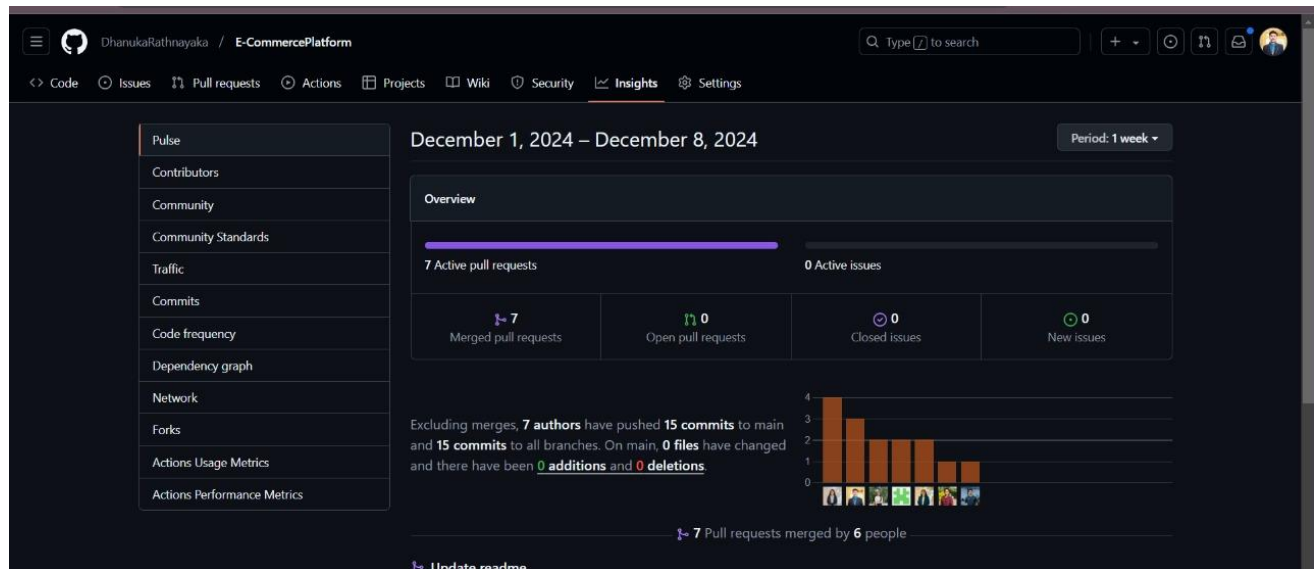 DhanukaRathnayaka / E-CommercePlatform
Type / to search
Code Issues Pull requests Actions Projects Wiki Security Insights Settings
Pulse
Contributors
Community
Community Standards
Traffic
Commits
Code frequency
Dependency graph
Network
Forks
Actions Usage Metrics
Actions Performance Metrics
December 1, 2024 – December 8, 2024
Period: 1 week
Overview
7 Active pull requests
0 Active issues
7
Merged pull requests
0
Open pull requests
0
Closed issues
0
New issues
Excluding merges, 7 authors have pushed 15 commits to main
and 15 commits to all branches. On main, 0 files have changed
and there have been 0 additions and 0 deletions.
4
3
2
1
0
7 Pull requests merged by 6 people
Update readme